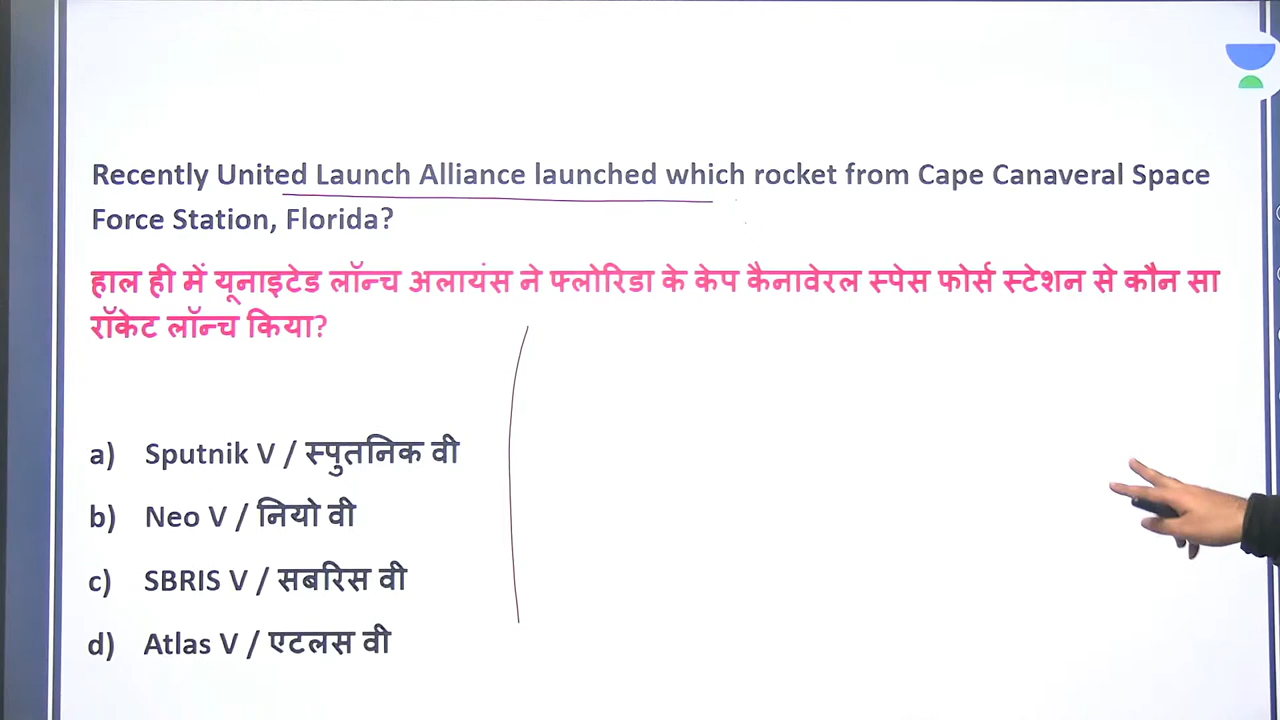 Recently United Launch Alliance launched which rocket from Cape Canaveral Space
Force Station, Florida?
हाल ही में यूनाइटेड लॉन्च अलायंस ने फ्लोरिडा के केप कैनावेरल स्पेस फोर्स स्टेशन से कौन सा
रॉकेट लॉन्च किया?
a) Sputnik V / स्पुतनिक वी
b) Neo V / नियो वी
c) SBRIS V / सबरिस वी
d) Atlas V / एटलस वी